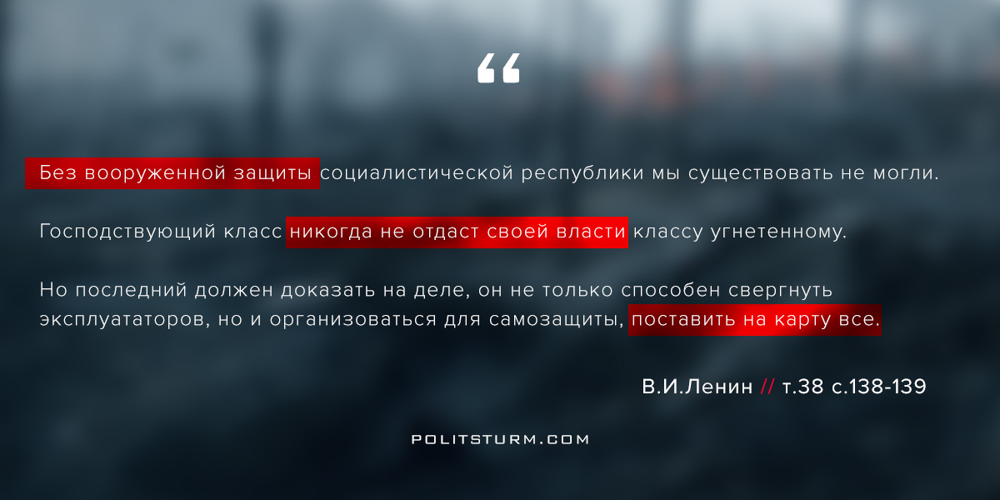 “
Без вооруженной защиты социалистической республики мы существовать не могли.
Господствующий класс никогда не отдаст своей власти классу угнетенному.
Но последний должен доказать на деле, он не только способен свергнуть
эксплуататоров, но и организоваться для самозащиты, поставить на карту все.
В.И.Ленин // т.38 с.138-139
POLITSTURM.COM